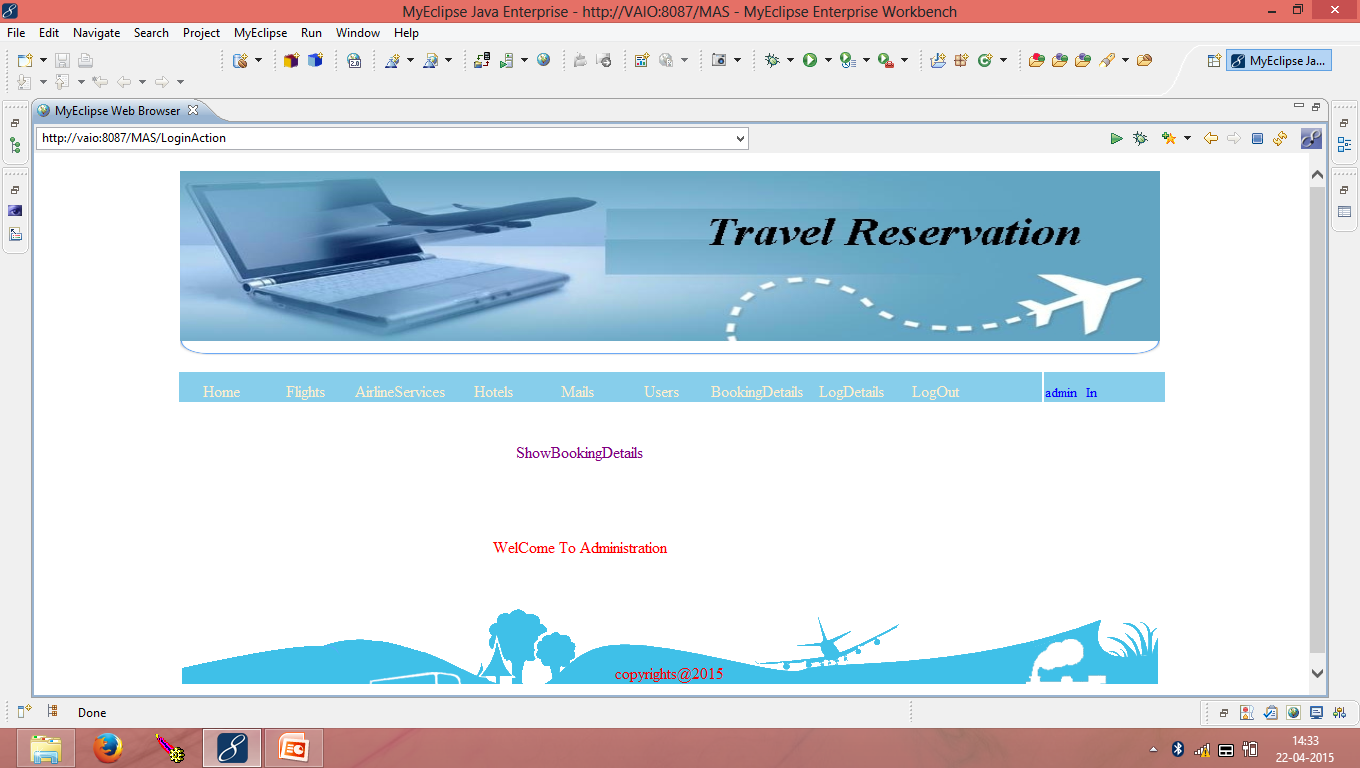 MyEclipse Java Enterprise - http://VAIO:8087/MAS - MyEclipse Enterprise Workbench
File Edit Navigate Search Project MyEclipse Run Window Help
2.0
MyEclipse Ja...
MyEclipse Web Browser
http://vaio:8087/MAS/LoginAction
Travel Reservation
Home Flights AirlineServices Hotels Mails Users BookingDetails LogDetails LogOut admin In
ShowBookingDetails
WelCome To Administration
copyrights@2015
Done
14:33
22-04-2015